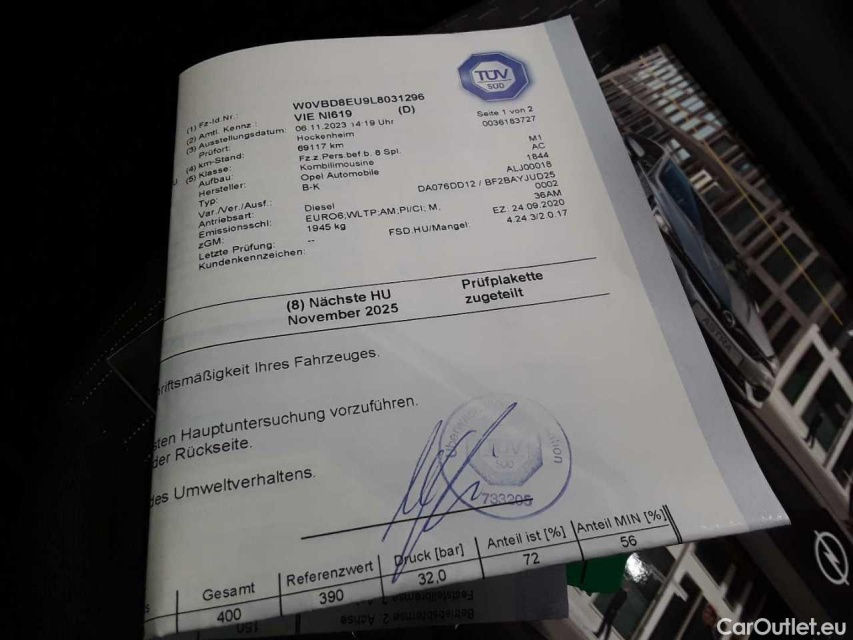 TÜV
SÜD
(1) Fz-Id.Nr.: W0VBD8EU9L8031296
(2) Amtl. Kennz.: VIE NI619 (D) Seite 1 von 2
(3) Ausstellungsdatum: 06.11.2023 14:19 Uhr 0036183727
Prüfort: Hockenheim
(4) km-Stand: 69117 km M1
(5) Klasse: Fz.z.Pers.bef.b. 8 Spl. AC
Aufbau: Kombilimousine 1844
Hersteller: Opel Automobile ALJ00018
Typ: B-K DA076DD12 / BF2BAYJUD25
Var./Ver./Ausf.: 0002
Antriebsart: Diesel 36AM
Emissionsschl: EURO6;WLTP;AM;PI/CI, M, EZ: 24.09.2020
zGM: 1945 kg FSD.HU/Mangel: 4.24.3/2.0.17
Letzte Prüfung: --
Kundenkennzeichen:
(8) Nächste HU Prüfplakette
November 2025 zugeteilt
riftsmäßigkeit Ihres Fahrzeuges.
sten Hauptuntersuchung vorzuführen.
der Rückseite.
des Umweltverhaltens.
TÜV
SÜD
733205
Gesamt Referenzwert Druck [bar] Anteil ist [%] Anteil MIN [%]
400 390 32,0 72 56
Betriebsbremse 2. Achse
ASTRA
CarOutlet.eu